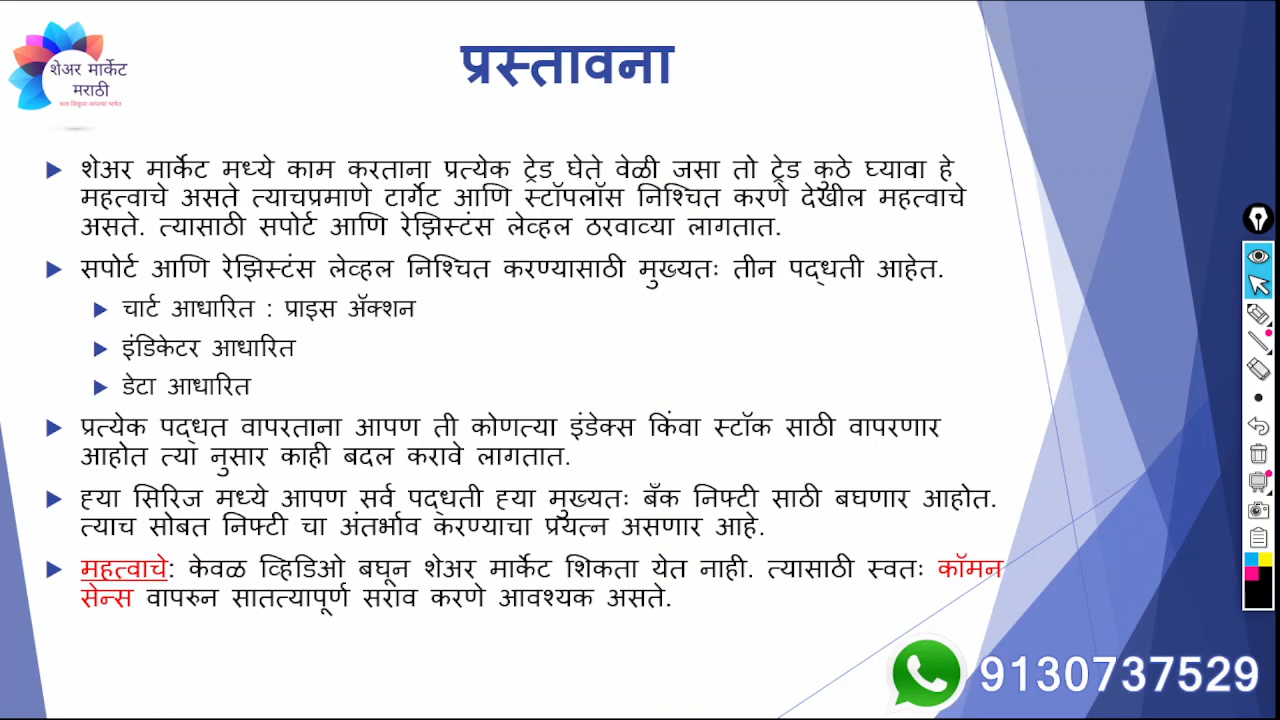 शेअर मार्केट
मराठी
चला शिकूया आपल्या भाषेत
प्रस्तावना
शेअर मार्केट मध्ये काम करताना प्रत्येक ट्रेड घेते वेळी जसा तो ट्रेड कुठे घ्यावा हे
महत्वाचे असते त्याचप्रमाणे टार्गेट आणि स्टॉपलॉस निश्चित करणे देखील महत्वाचे
असते. त्यासाठी सपोर्ट आणि रेझिस्टंस लेव्हल ठरवाव्या लागतात.
सपोर्ट आणि रेझिस्टंस लेव्हल निश्चित करण्यासाठी मुख्यतः तीन पद्धती आहेत.
चार्ट आधारित : प्राइस ॲक्शन
इंडिकेटर आधारित
डेटा आधारित
प्रत्येक पद्धत वापरताना आपण ती कोणत्या इंडेक्स किंवा स्टॉक साठी वापरणार
आहोत त्या नुसार काही बदल करावे लागतात.
ह्या सिरिज मध्ये आपण सर्व पद्धती ह्या मुख्यतः बँक निफ्टी साठी बघणार आहोत.
त्याच सोबत निफ्टी चा अंतर्भाव करण्याचा प्रयत्न असणार आहे.
महत्वाचे: केवळ व्हिडिओ बघून शेअर मार्केट शिकता येत नाही. त्यासाठी स्वतः कॉमन
सेन्स वापरुन सातत्यापूर्ण सराव करणे आवश्यक असते.
9130737529